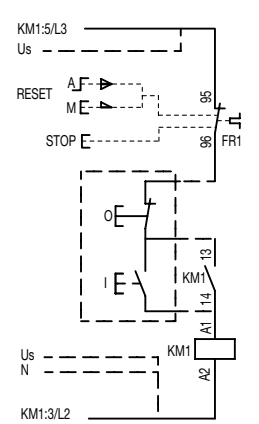 KM1:5/L3
Us
A
RESET
M
95
STOP
96
FR1
O
13
I
KM1
14
A1
Us
KM1
N
A2
KM1:3/L2